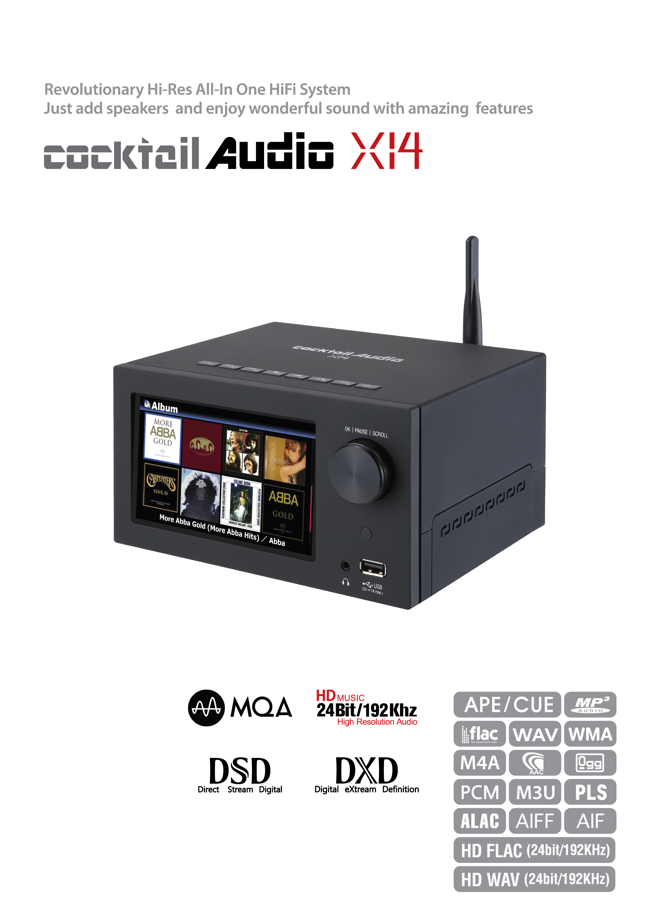 Revolutionary Hi-Res All-In One HiFi System
Just add speakers and enjoy wonderful sound with amazing features
cocktail Audio X14
cocktail Audio
X14
Album
OK | PAUSE | SCROLL
MORE
ABBA
GOLD
CARPENTERS
GOLD
ABBA
GOLD
More Abba Gold (More Abba Hits) / Abba
USB
MQA
HD MUSIC
24Bit/192Khz
High Resolution Audio
DSD
Direct Stream Digital
DXD
Digital eXtream Definition
APE/CUE
MP3
AUDIO
flac
WAV
WMA
M4A
AAC
Ogg
PCM
M3U
PLS
ALAC
AIFF
AIF
HD FLAC (24bit/192KHz)
HD WAV (24bit/192KHz)